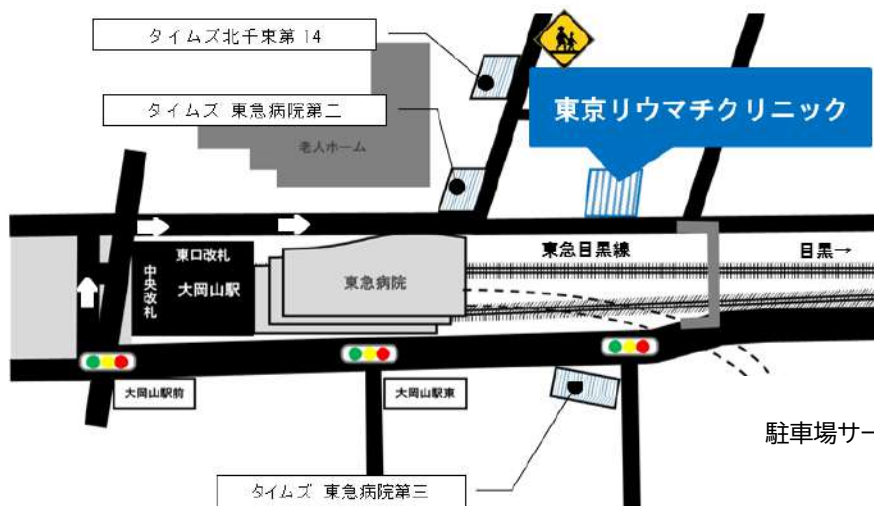 タイムズ北千束第14
タイムズ 東急病院第二
東京リウマチクリニック
老人ホーム
東急目黒線
目黒→
東口改札
中央改札
大岡山駅
東急病院
大岡山駅前
大岡山駅東
駐車場サー
タイムズ 東急病院第三